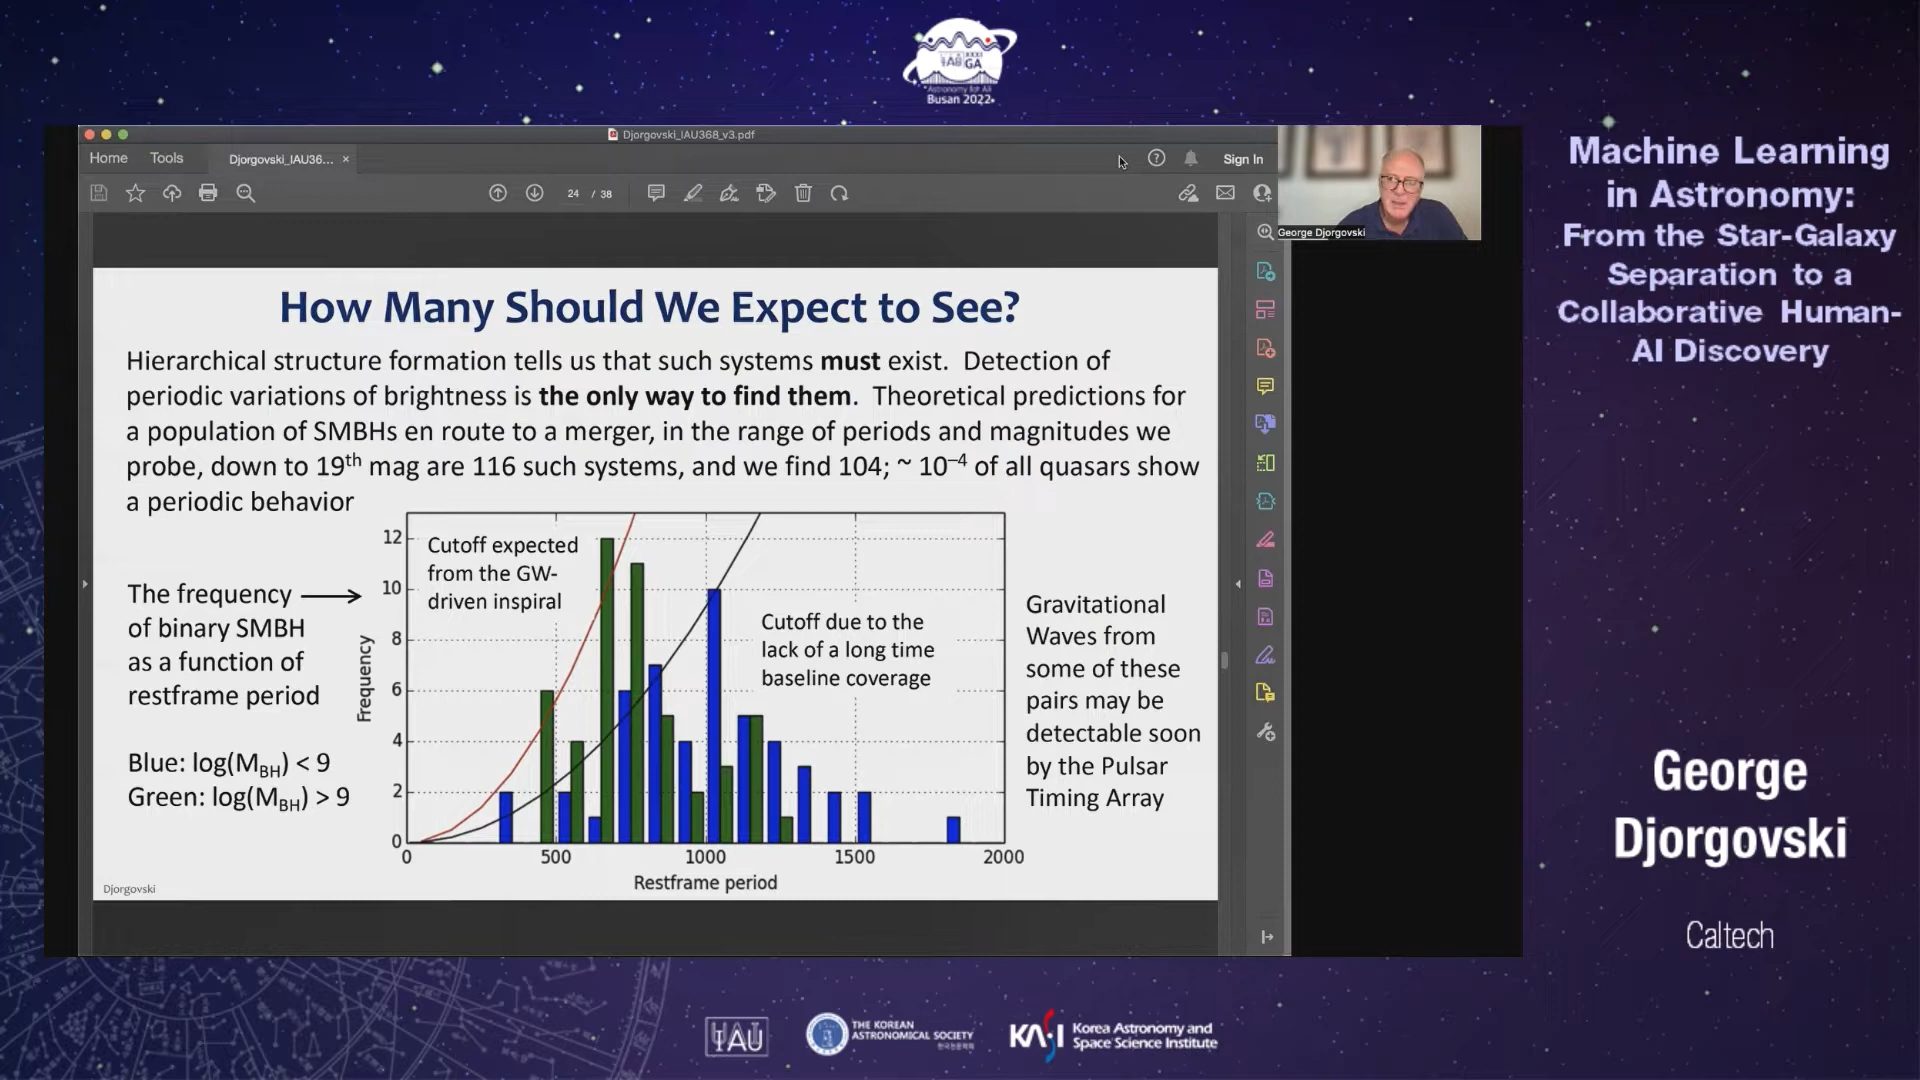 IAU GA
Astronomy for All
Busan 2022
Djorgovski_IAU368_v3.pdf
Home Tools Djorgovski_IAU36... × Sign In
24 / 38
George Djorgovski
Machine Learning
in Astronomy:
From the Star-Galaxy
Separation to a
Collaborative Human-
AI Discovery
How Many Should We Expect to See?
Hierarchical structure formation tells us that such systems must exist. Detection of
periodic variations of brightness is the only way to find them. Theoretical predictions for
a population of SMBHs en route to a merger, in the range of periods and magnitudes we
probe, down to 19th mag are 116 such systems, and we find 104; ~ 10–4 of all quasars show
a periodic behavior
The frequency
of binary SMBH
as a function of
restframe period
Blue: log(MBH) < 9
Green: log(MBH) > 9
Cutoff expected
from the GW-
driven inspiral
Cutoff due to the
lack of a long time
baseline coverage
Frequency
12
10
8
6
4
2
0
0 500 1000 1500 2000
Restframe period
Gravitational
Waves from
some of these
pairs may be
detectable soon
by the Pulsar
Timing Array
Djorgovski
George
Djorgovski
Caltech
IAU
THE KOREAN
ASTRONOMICAL SOCIETY
KASI
Korea Astronomy and
Space Science Institute